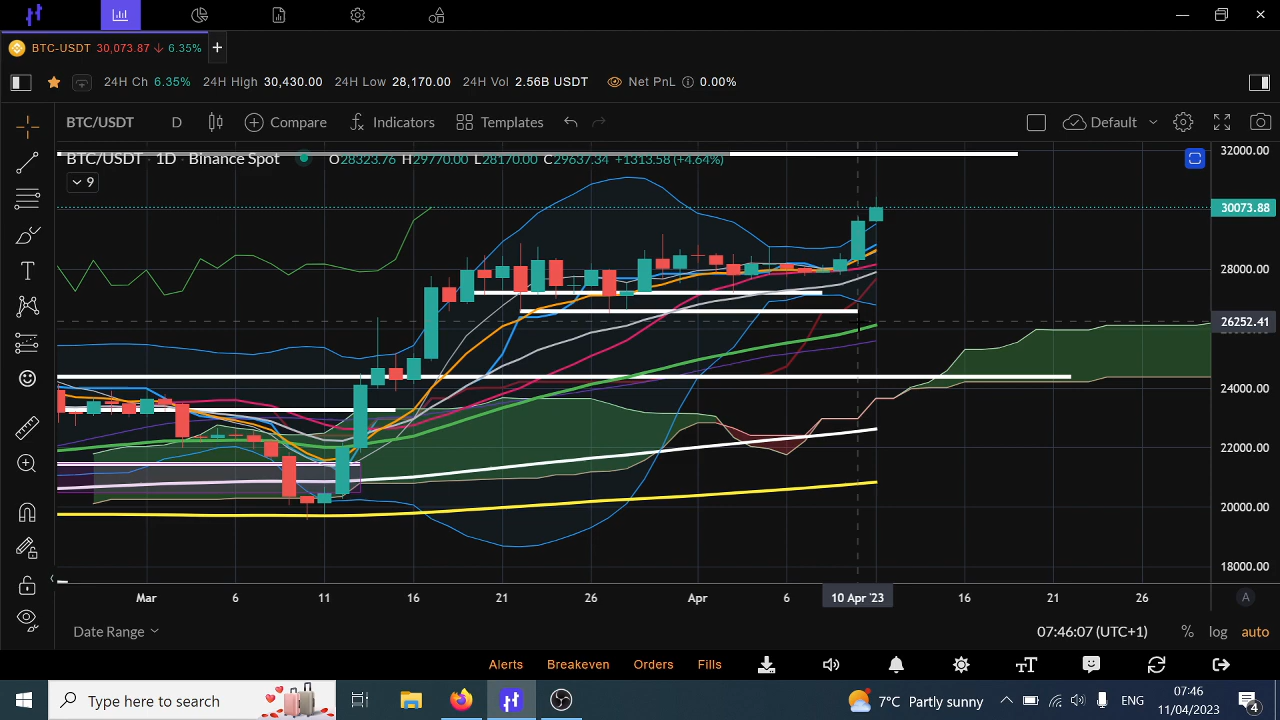 BTC-USDT 30,073.87 ↓ 6.35% +
24H Ch 6.35% 24H High 30,430.00 24H Low 28,170.00 24H Vol 2.56B USDT Net PnL 0.00%
BTC/USDT D Compare Indicators Templates Default
BTC/USDT · 1D · Binance Spot O28323.76 H29770.00 L28170.00 C29637.34 +1313.58 (+4.64%)
9
32000.00
30073.88
28000.00
26252.41
24000.00
22000.00
20000.00
18000.00
Mar 6 11 16 21 26 Apr 6 10 Apr '23 16 21 26 A
Date Range 07:46:07 (UTC+1) % log auto
Alerts Breakeven Orders Fills
Type here to search 7°C Partly sunny ENG 07:46
11/04/2023 4